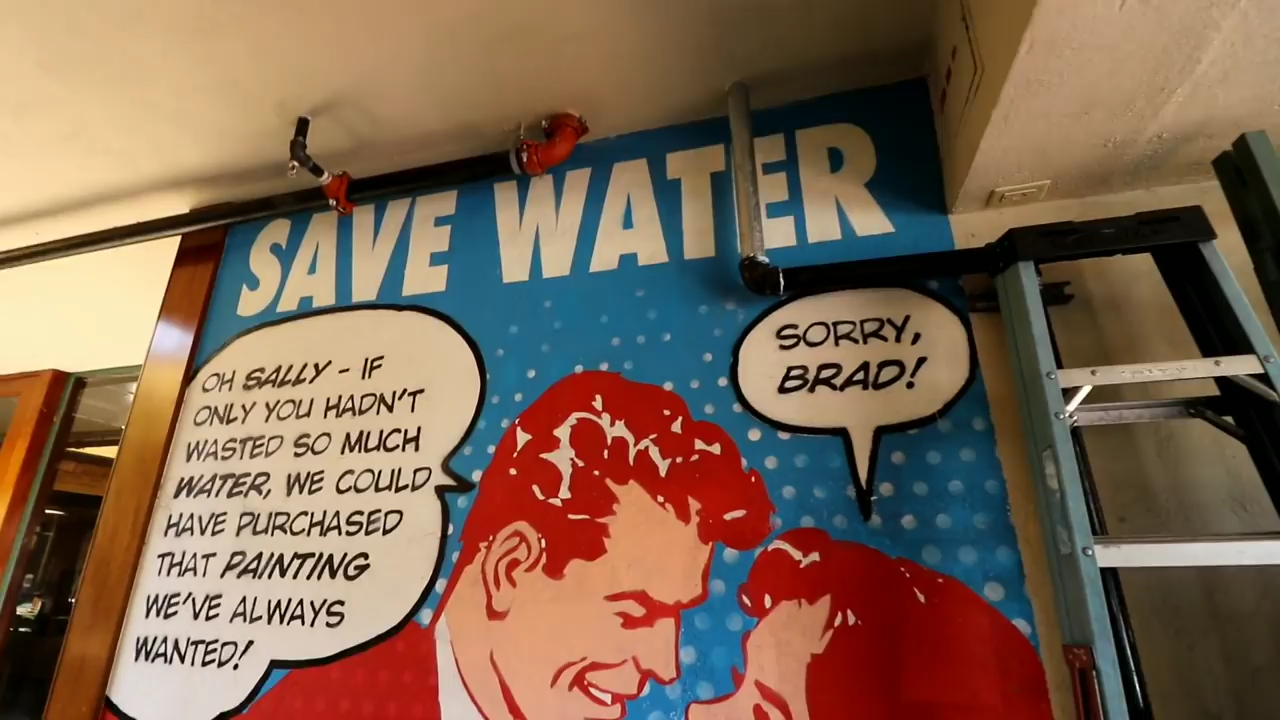 SAVE WATER
OH SALLY - IF
ONLY YOU HADN'T
WASTED SO MUCH
WATER, WE COULD
HAVE PURCHASED
THAT PAINTING
WE'VE ALWAYS
WANTED!
SORRY,
BRAD!